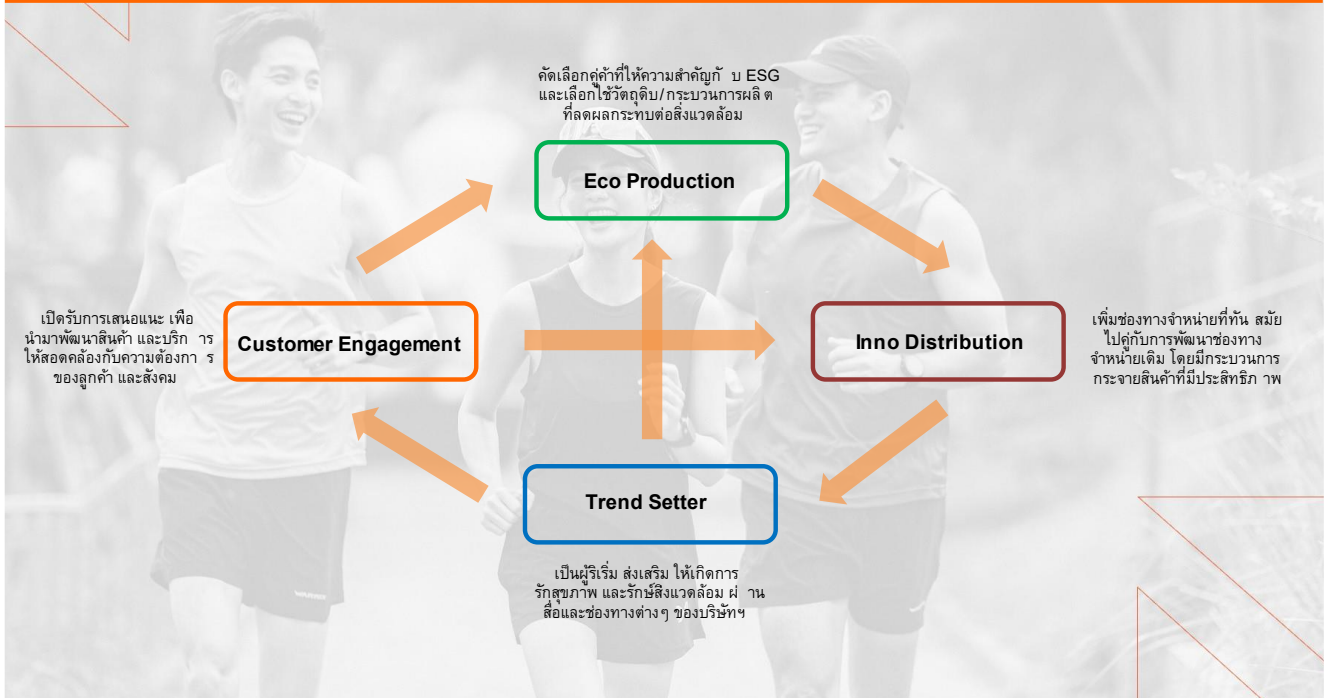 คัดเลือกคู่ค้าที่ให้ความสำคัญกับ ESG
และเลือกใช้วัตถุดิบ/กระบวนการผลิต
ที่ลดผลกระทบต่อสิ่งแวดล้อม
Eco Production
เปิดรับการเสนอแนะ เพื่อ
นำมาพัฒนาสินค้า และบริการ
ให้สอดคล้องกับความต้องการ
ของลูกค้า และสังคม
Customer Engagement
Inno Distribution
เพิ่มช่องทางจำหน่ายที่ทัน สมัย
ไปคู่กับการพัฒนาช่องทาง
จำหน่ายเดิม โดยมีกระบวนการ
กระจายสินค้าที่มีประสิทธิภาพ
Trend Setter
เป็นผู้ริเริ่ม ส่งเสริม ให้เกิดการ
รักสุขภาพ และรักษ์สิ่งแวดล้อม ผ่าน
สื่อและช่องทางต่างๆ ของบริษัทฯ
WARRIX